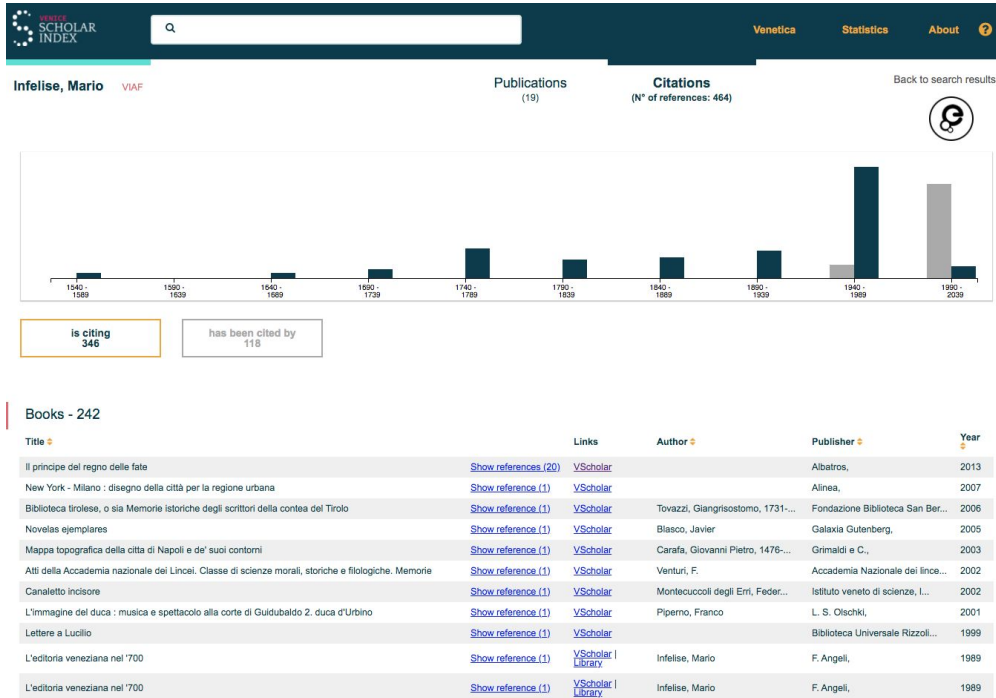 VENICE
SCHOLAR
INDEX
Venetica Statistics About ?
Infelise, Mario VIAF
Publications
(19)
Citations
(N° of references: 464)
Back to search results
1540 - 1589
1590 - 1639
1640 - 1689
1690 - 1739
1740 - 1789
1790 - 1839
1840 - 1889
1890 - 1939
1940 - 1989
1990 - 2039
is citing
346
has been cited by
118
Books - 242
Title Links Author Publisher Year
Il principe del regno delle fate Show references (20) VScholar Albatros, 2013
New York - Milano : disegno della città per la regione urbana Show reference (1) VScholar Alinea, 2007
Biblioteca tirolese, o sia Memorie istoriche degli scrittori della contea del Tirolo Show reference (1) VScholar Tovazzi, Giangrisostomo, 1731-... Fondazione Biblioteca San Ber... 2006
Novelas ejemplares Show reference (1) VScholar Blasco, Javier Galaxia Gutenberg, 2005
Mappa topografica della citta di Napoli e de' suoi contorni Show reference (1) VScholar Carafa, Giovanni Pietro, 1476-... Grimaldi e C., 2003
Atti della Accademia nazionale dei Lincei. Classe di scienze morali, storiche e filologiche. Memorie Show reference (1) VScholar Venturi, F. Accademia Nazionale dei lince... 2002
Canaletto incisore Show reference (1) VScholar Montecuccoli degli Erri, Feder... Istituto veneto di scienze, l... 2002
L'immagine del duca : musica e spettacolo alla corte di Guidubaldo 2. duca d'Urbino Show reference (1) VScholar Piperno, Franco L. S. Olschki, 2001
Lettere a Lucilio Show reference (1) VScholar Biblioteca Universale Rizzoli... 1999
L'editoria veneziana nel '700 Show reference (1) VScholar | Library Infelise, Mario F. Angeli, 1989
L'editoria veneziana nel '700 Show reference (1) VScholar | Library Infelise, Mario F. Angeli, 1989